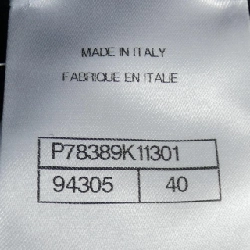 MADE IN ITALY
FABRIQUE EN ITALIE
P78389K11301
94305 40